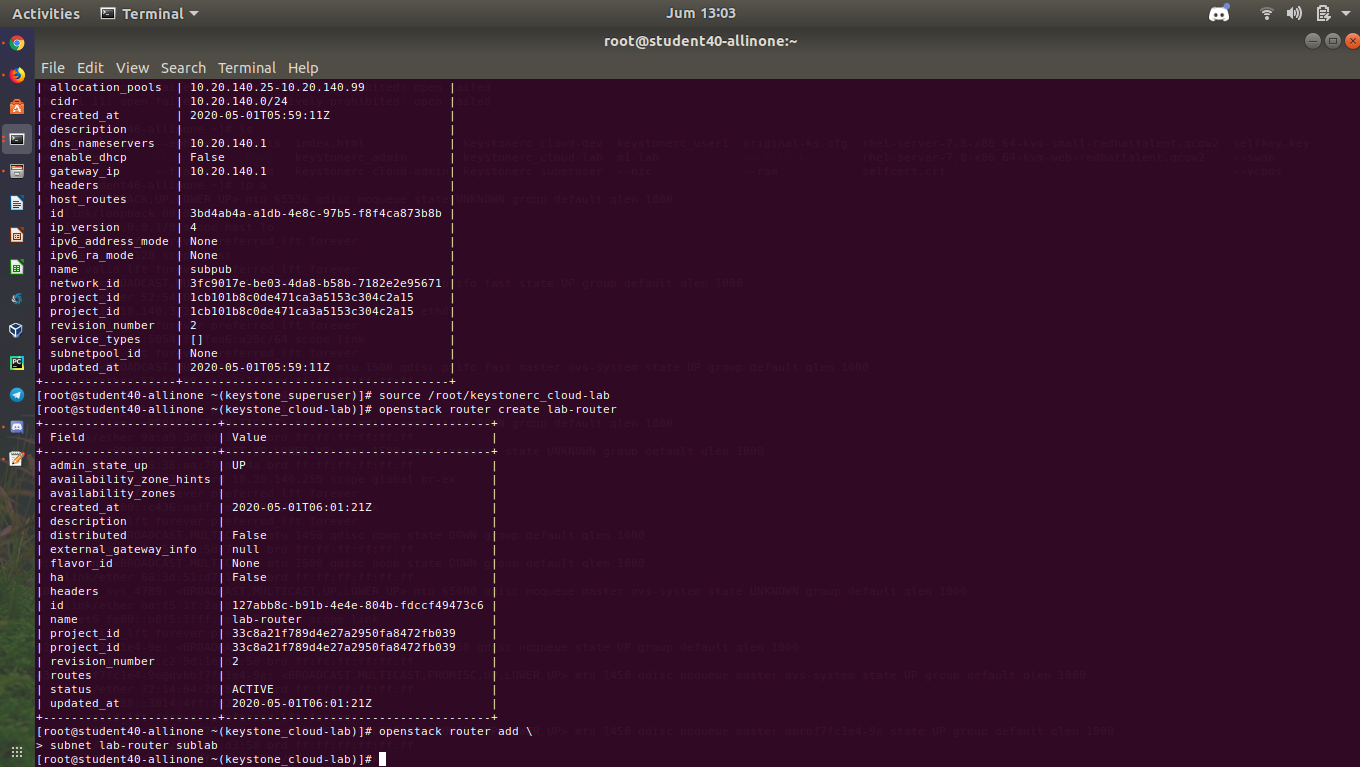 Activities Terminal Jum 13:03
root@student40-allinone:~
File Edit View Search Terminal Help
| allocation_pools | 10.20.140.25-10.20.140.99 |
| cidr | 10.20.140.0/24 |
| created_at | 2020-05-01T05:59:11Z |
| description | |
| dns_nameservers | 10.20.140.1 |
| enable_dhcp | False |
| gateway_ip | 10.20.140.1 |
| headers | |
| host_routes | |
| id | 3bd4ab4a-a1db-4e8c-97b5-f8f4ca873b8b |
| ip_version | 4 |
| ipv6_address_mode | None |
| ipv6_ra_mode | None |
| name | subpub |
| network_id | 3fc9017e-be03-4da8-b58b-7182e2e95671 |
| project_id | 1cb101b8c0de471ca3a5153c304c2a15 |
| project_id | 1cb101b8c0de471ca3a5153c304c2a15 |
| revision_number | 2 |
| service_types | [] |
| subnetpool_id | None |
| updated_at | 2020-05-01T05:59:11Z |
+-------------------+--------------------------------------+
[root@student40-allinone ~(keystone_superuser)]# source /root/keystonerc_cloud-lab
[root@student40-allinone ~(keystone_cloud-lab)]# openstack router create lab-router
+-------------------------+--------------------------------------+
| Field | Value |
+-------------------------+--------------------------------------+
| admin_state_up | UP |
| availability_zone_hints | |
| availability_zones | |
| created_at | 2020-05-01T06:01:21Z |
| description | |
| distributed | False |
| external_gateway_info | null |
| flavor_id | None |
| ha | False |
| headers | |
| id | 127abb8c-b91b-4e4e-804b-fdccf49473c6 |
| name | lab-router |
| project_id | 33c8a21f789d4e27a2950fa8472fb039 |
| project_id | 33c8a21f789d4e27a2950fa8472fb039 |
| revision_number | 2 |
| routes | |
| status | ACTIVE |
| updated_at | 2020-05-01T06:01:21Z |
+-------------------------+--------------------------------------+
[root@student40-allinone ~(keystone_cloud-lab)]# openstack router add \
> subnet lab-router sublab
[root@student40-allinone ~(keystone_cloud-lab)]#